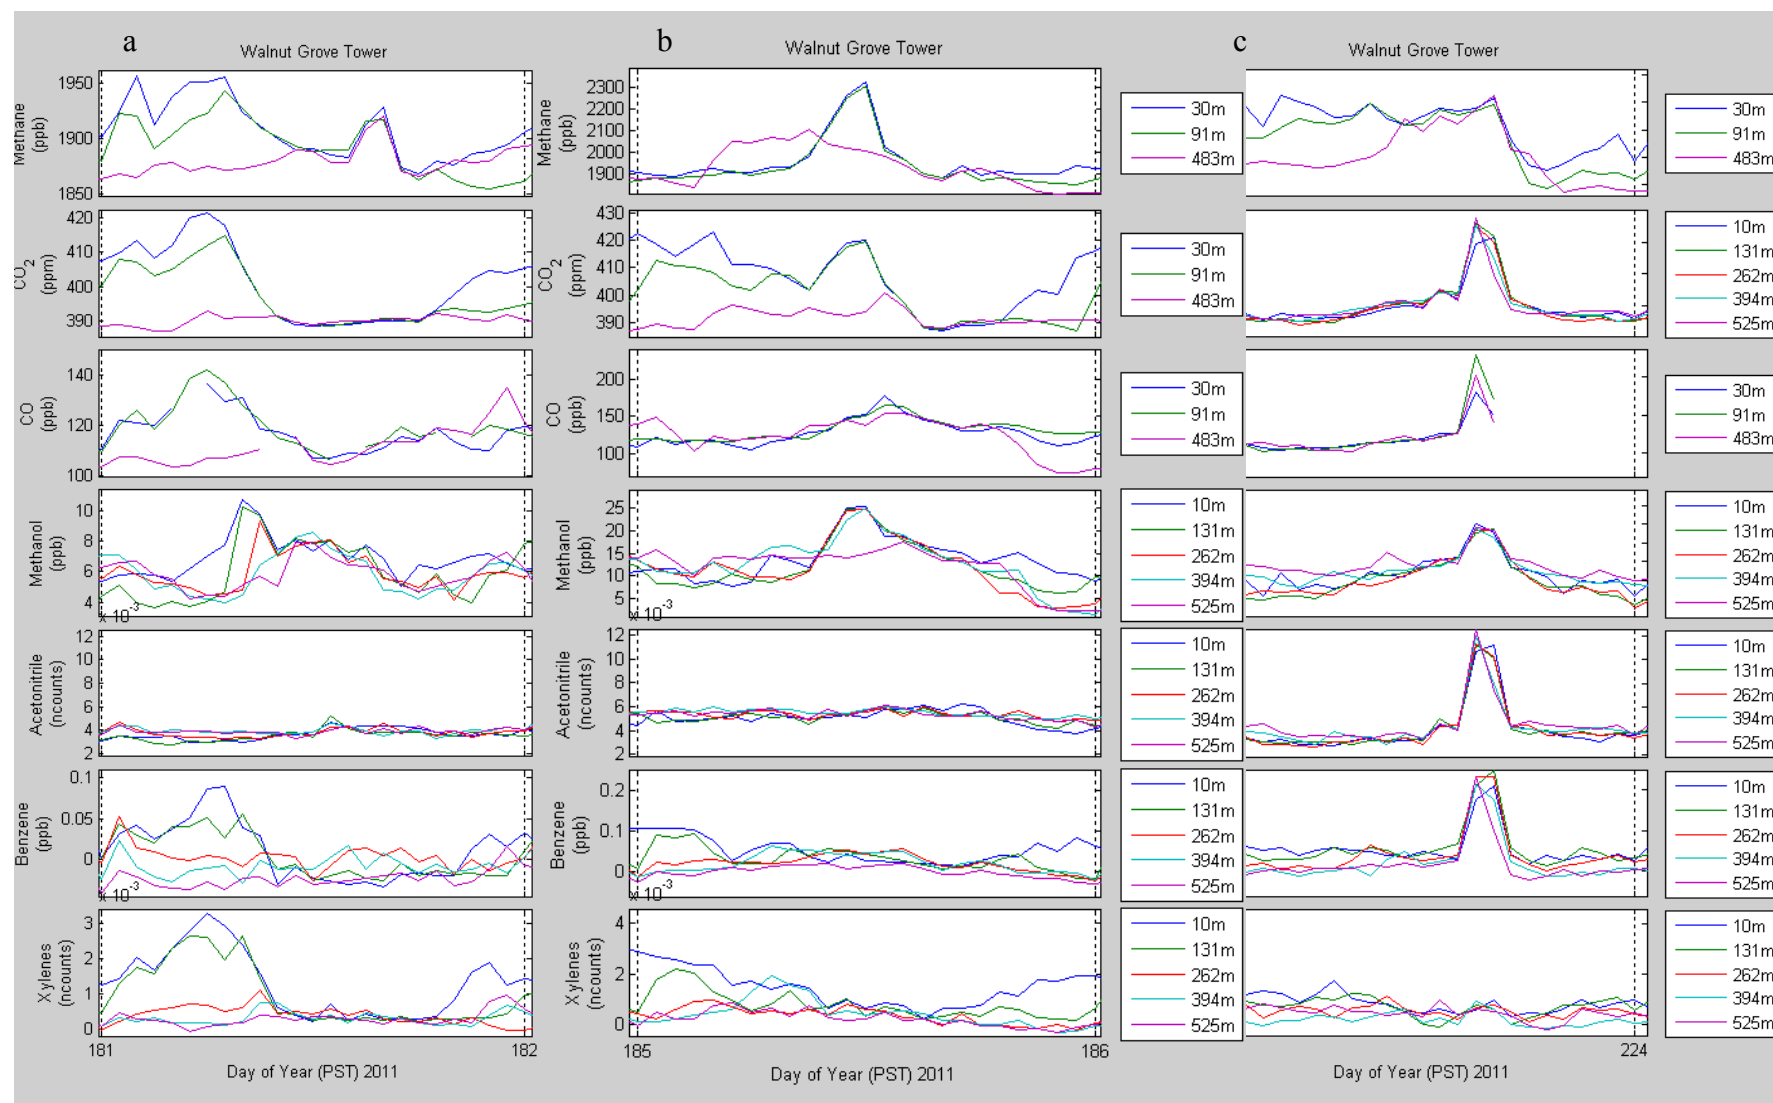 a
Walnut Grove Tower
Methane
(ppb)
1950
1900
1850
CO2
(ppm)
420
410
400
390
CO
(ppb)
140
120
100
Methanol
(ppb)
10
8
6
4
x 10-3
Acetonitrile
(ncounts)
12
10
8
6
4
2
Benzene
(ppb)
0.1
0.05
0
x 10-3
Xylenes
(ncounts)
3
2
1
0
181
182
Day of Year (PST) 2011
b
Walnut Grove Tower
Methane
(ppb)
2300
2200
2100
2000
1900
30m
91m
483m
CO2
(ppm)
430
420
410
400
390
30m
91m
483m
CO
(ppb)
200
150
100
30m
91m
483m
Methanol
(ppb)
25
20
15
10
5
x 10-3
10m
131m
262m
394m
525m
Acetonitrile
(ncounts)
12
10
8
6
4
2
10m
131m
262m
394m
525m
Benzene
(ppb)
0.2
0.1
0
x 10-3
10m
131m
262m
394m
525m
Xylenes
(ncounts)
4
2
0
10m
131m
262m
394m
525m
185
186
Day of Year (PST) 2011
c
Walnut Grove Tower
30m
91m
483m
10m
131m
262m
394m
525m
30m
91m
483m
10m
131m
262m
394m
525m
10m
131m
262m
394m
525m
10m
131m
262m
394m
525m
10m
131m
262m
394m
525m
224
Day of Year (PST) 2011